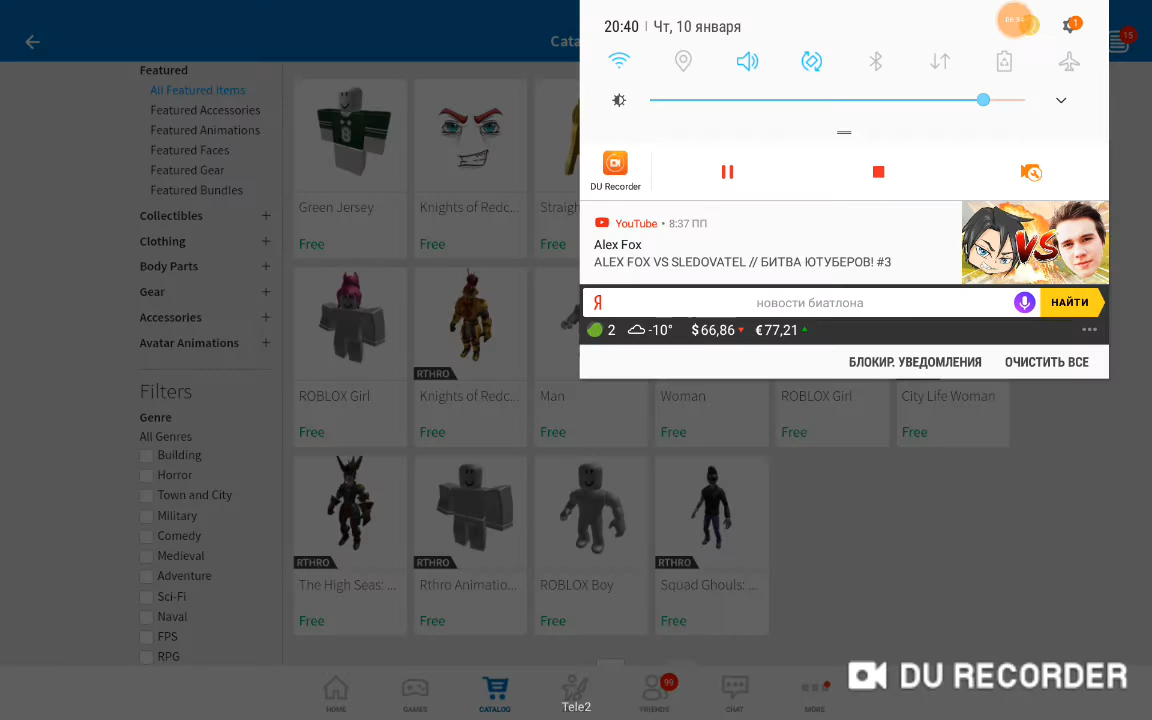 Cata
15
Featured
All Featured Items
Featured Accessories
Featured Animations
Featured Faces
Featured Gear
Featured Bundles
Collectibles +
Clothing +
Body Parts +
Gear +
Accessories +
Avatar Animations +
Filters
Genre
All Genres
Building
Horror
Town and City
Military
Comedy
Medieval
Adventure
Sci-Fi
Naval
FPS
RPG
8
Green Jersey
Knights of Redc...
Free
Free
Free
RTHRO
ROBLOX Girl
Knights of Redc...
Man
Woman
ROBLOX Girl
City Life Woman
Free
Free
Free
Free
Free
Free
RTHRO
RTHRO
RTHRO
The High Seas: ...
Rthro Animatio...
ROBLOX Boy
Squad Ghouls: ...
Free
Free
Free
Free
20:40 | Чт, 10 января
1
DU Recorder
YouTube • 8:37 ПП
Alex Fox
ALEX FOX VS SLEDOVATEL // БИТВА ЮТУБЕРОВ! #3
VS
Я
новости биатлона
НАЙТИ
2 -10° $66,86 €77,21
БЛОКИР. УВЕДОМЛЕНИЯ
ОЧИСТИТЬ ВСЕ
HOME
GAMES
CATALOG
FRIENDS
99
CHAT
MORE
Tele2
DU RECORDER